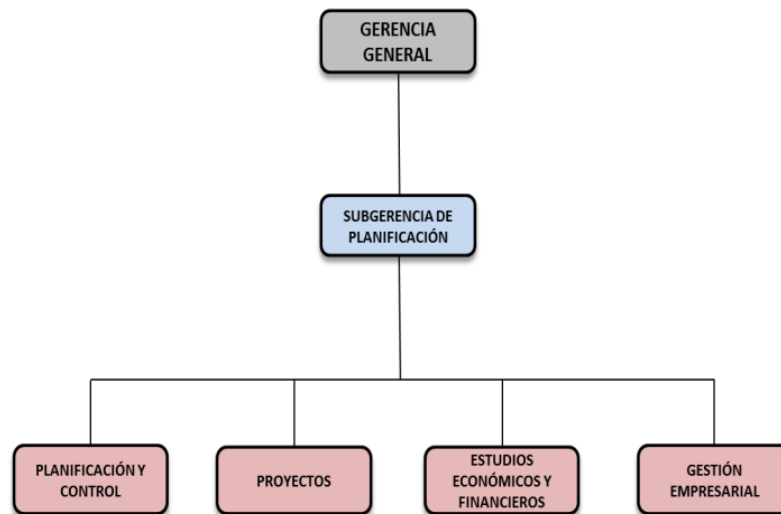 GERENCIA
GENERAL
SUBGERENCIA DE
PLANIFICACIÓN
PLANIFICACIÓN Y
CONTROL
PROYECTOS
ESTUDIOS
ECONÓMICOS Y
FINANCIEROS
GESTIÓN
EMPRESARIAL